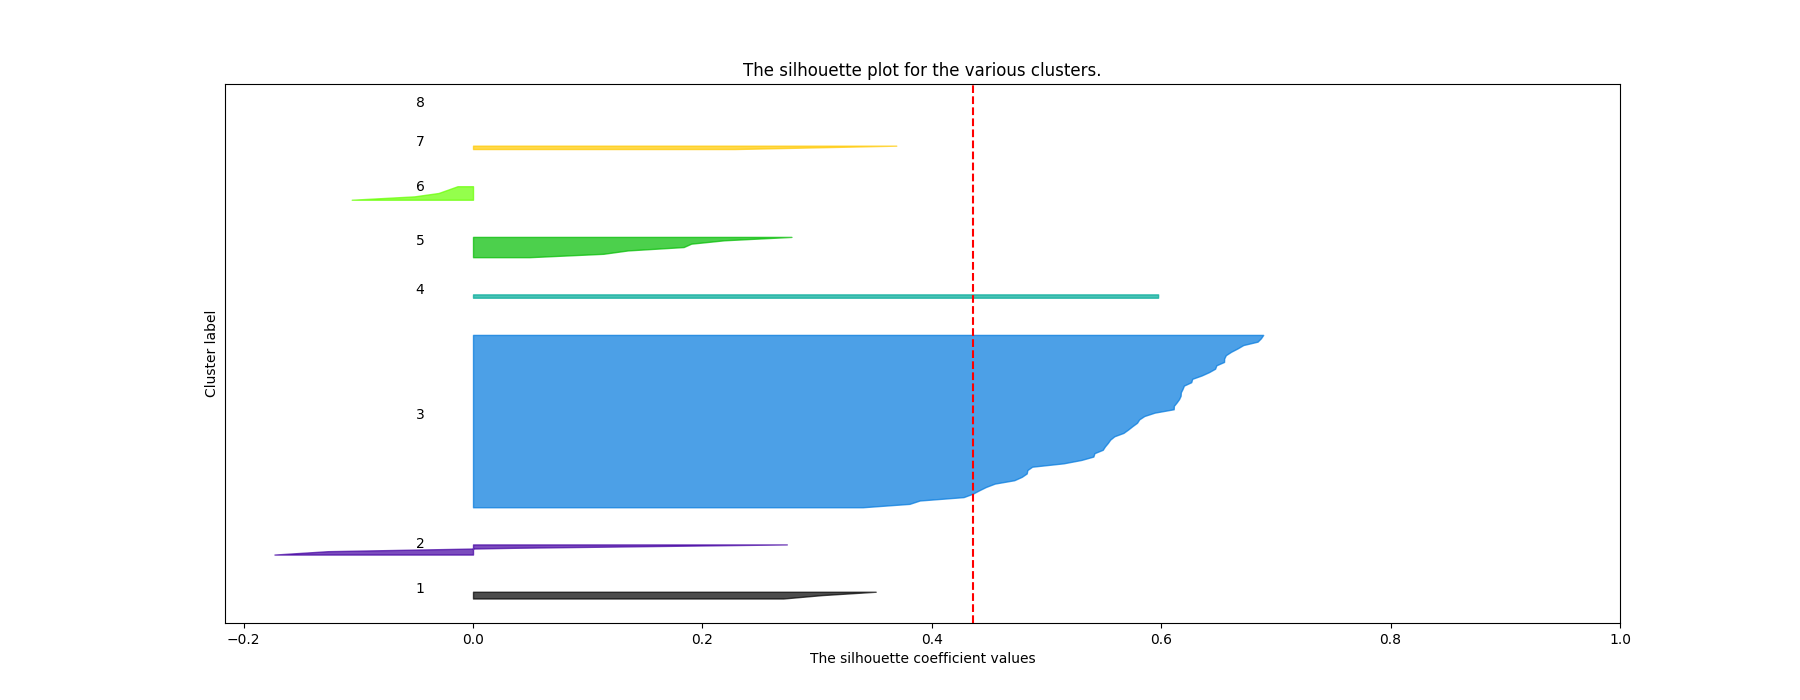 The silhouette plot for the various clusters.
8
7
6
5
4
3
2
1
Cluster label
−0.2 0.0 0.2 0.4 0.6 0.8 1.0
The silhouette coefficient values